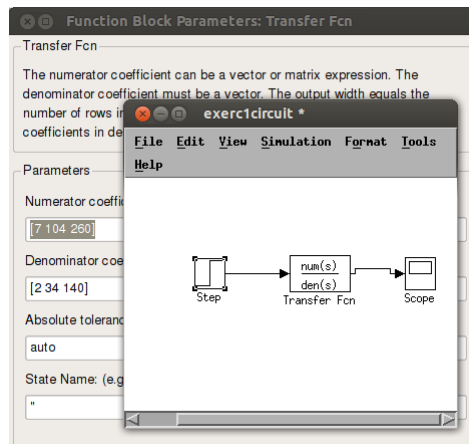 Function Block Parameters: Transfer Fcn
Transfer Fcn
The numerator coefficient can be a vector or matrix expression. The
denominator coefficient must be a vector. The output width equals the
number of rows in
coefficients in de
exerc1circuit *
File Edit View Simulation Format Tools
Help
Parameters
Numerator coeffic
[7 104 260]
Denominator coe
[2 34 140]
Absolute toleranc
auto
State Name: (e.g
"
num(s)
den(s)
Step
Transfer Fcn
Scope